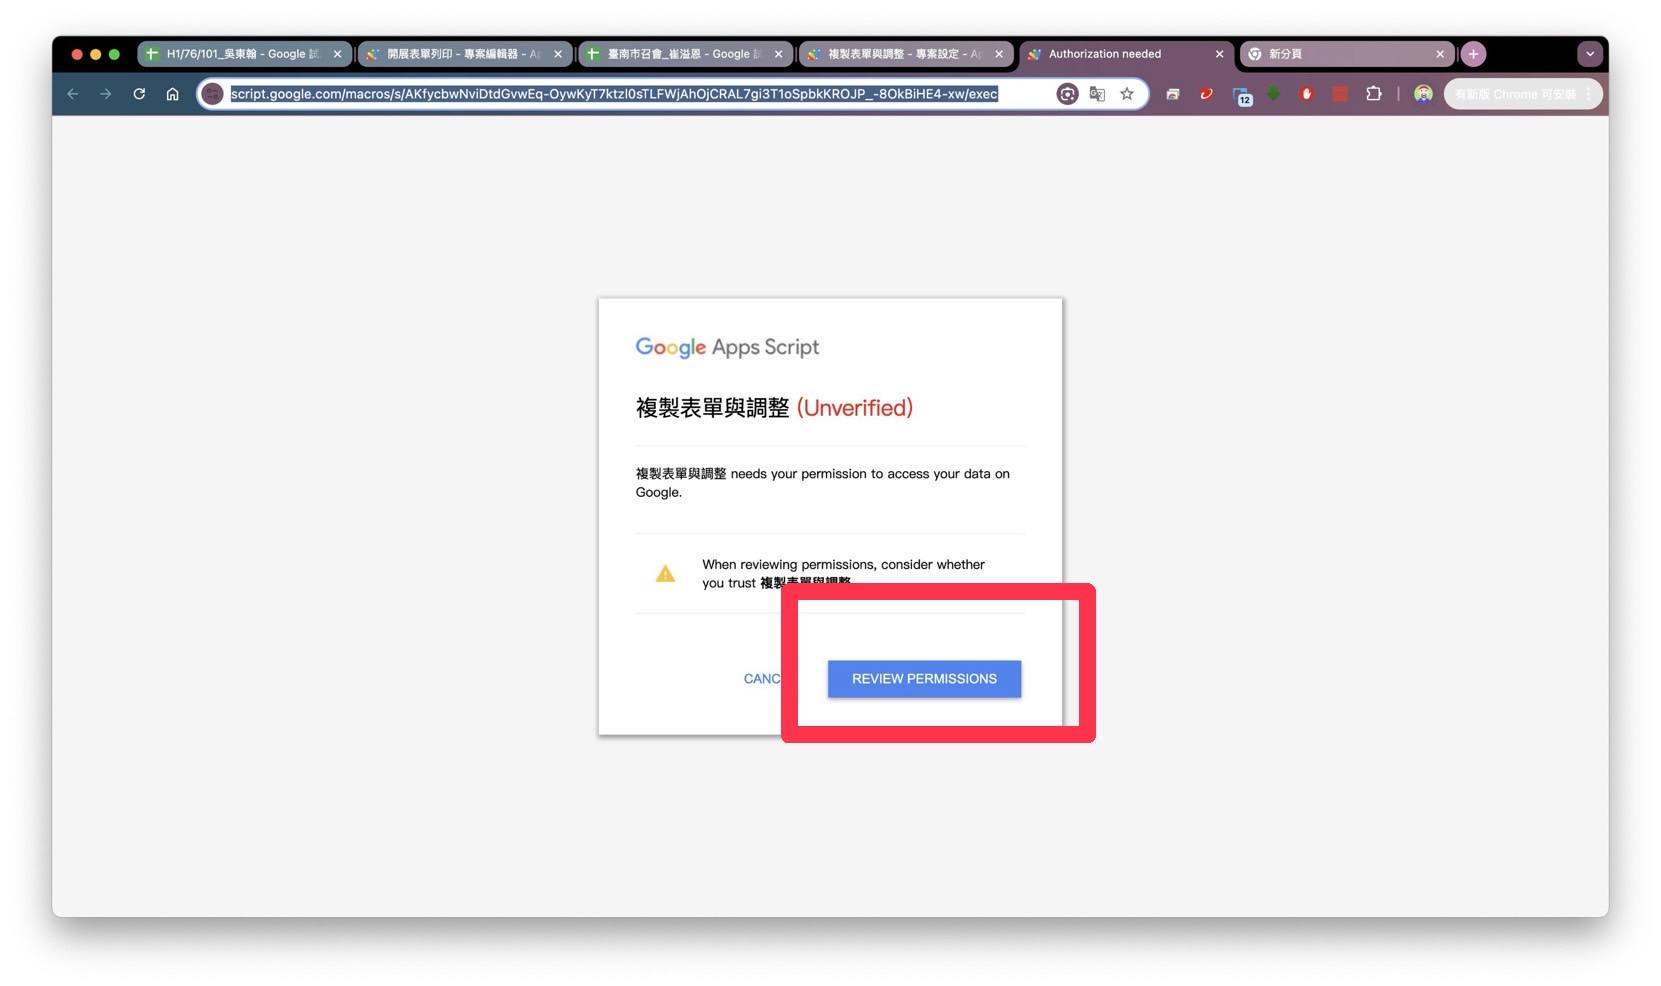 H1/76/101_吳東翰 - Google 試
開展表單列印 - 專案編輯器 - Ap
臺南市召會_崔溢恩 - Google 試
複製表單與調整 - 專案設定 - Ap
Authorization needed
新分頁
script.google.com/macros/s/AKfycbwNviDtdGvwEq-OywKyT7ktzl0sTLFWjAhOjCRAL7gi3T1oSpbkKROJP_-8OkBiHE4-xw/exec
12
有新版 Chrome 可安裝
Google Apps Script
複製表單與調整 (Unverified)
複製表單與調整 needs your permission to access your data on
Google.
When reviewing permissions, consider whether
you trust 複製表單與調整
CANC
REVIEW PERMISSIONS